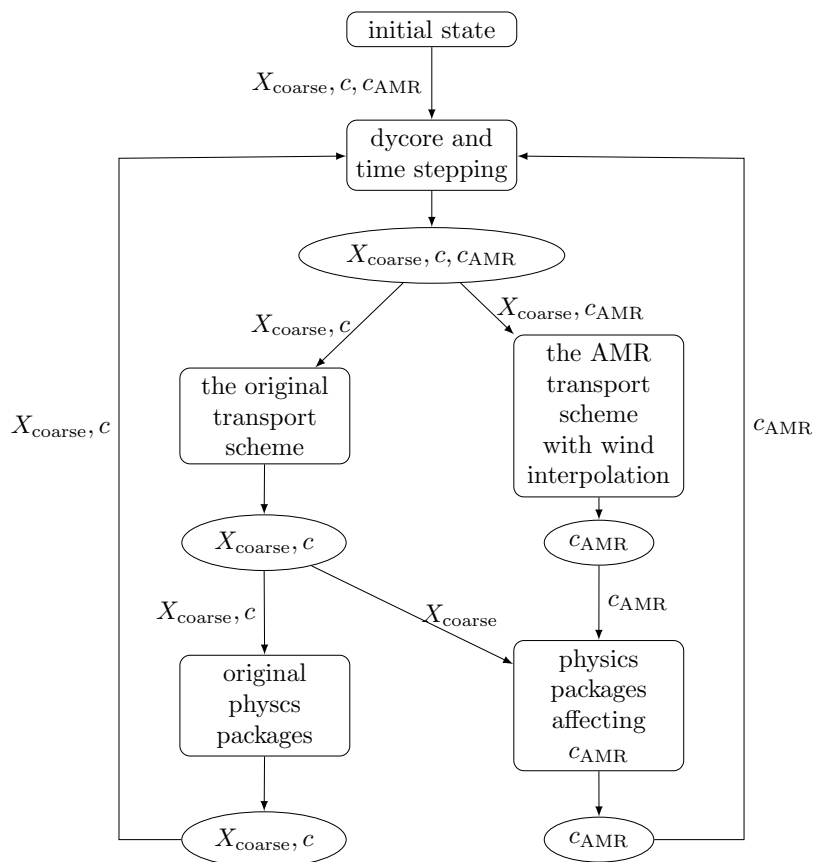 initial state
X_coarse, c, c_AMR
dycore and
time stepping
X_coarse, c, c_AMR
X_coarse, c_AMR
X_coarse, c
the original
transport
scheme
the AMR
transport
scheme
with wind
interpolation
X_coarse, c
c_AMR
X_coarse, c
c_AMR
X_coarse, c
c_AMR
X_coarse
original
physcs
packages
physics
packages
affecting
c_AMR
X_coarse, c
c_AMR